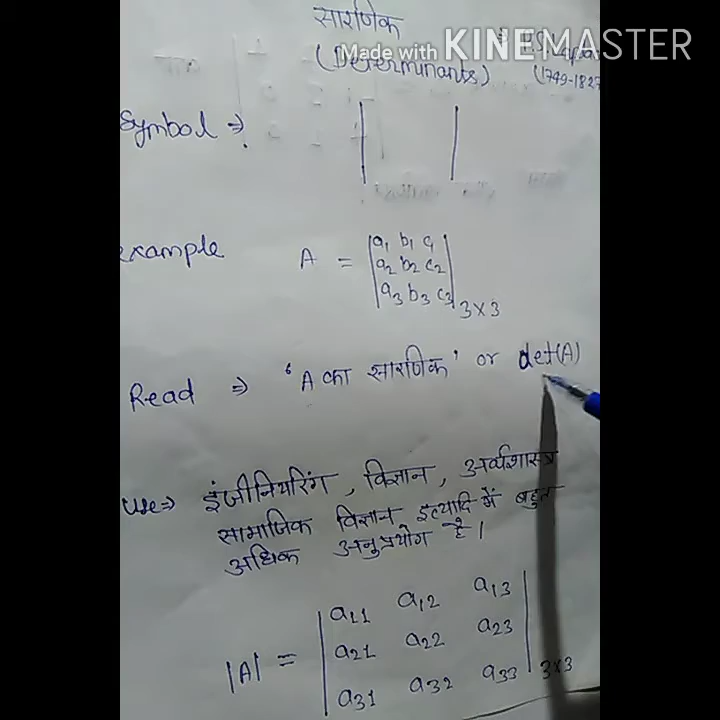 सारणिक
Made with KINEMASTER
(Determinants) (1749-1827
Symbol ⇒ | |
example A = |a₁ b₁ c₁
a₂ b₂ c₂
a₃ b₃ c₃| 3×3
Read ⇒ ‘A का सारणिक’ or det(A)
Use ⇒ इंजीनियरिंग, विज्ञान, अर्थशास्त्र
सामाजिक विज्ञान इत्यादि में बहुत
अधिक अनुप्रयोग है।
|A| = |a₁₁ a₁₂ a₁₃
a₂₁ a₂₂ a₂₃
a₃₁ a₃₂ a₃₃| 3×3